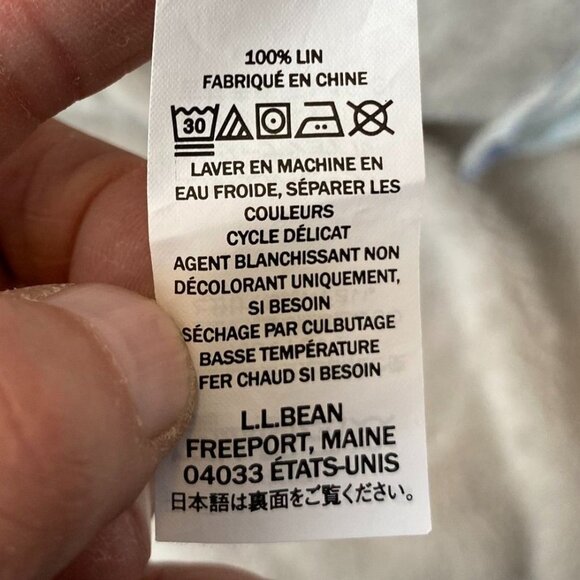 100% LIN
FABRIQUÉ EN CHINE
30
LAVER EN MACHINE EN
EAU FROIDE, SÉPARER LES
COULEURS
CYCLE DÉLICAT
AGENT BLANCHISSANT NON
DÉCOLORANT UNIQUEMENT,
SI BESOIN
SÉCHAGE PAR CULBUTAGE
BASSE TEMPÉRATURE
FER CHAUD SI BESOIN
L.L.BEAN
FREEPORT, MAINE
04033 ÉTATS-UNIS
日本語は裏面をご覧ください。